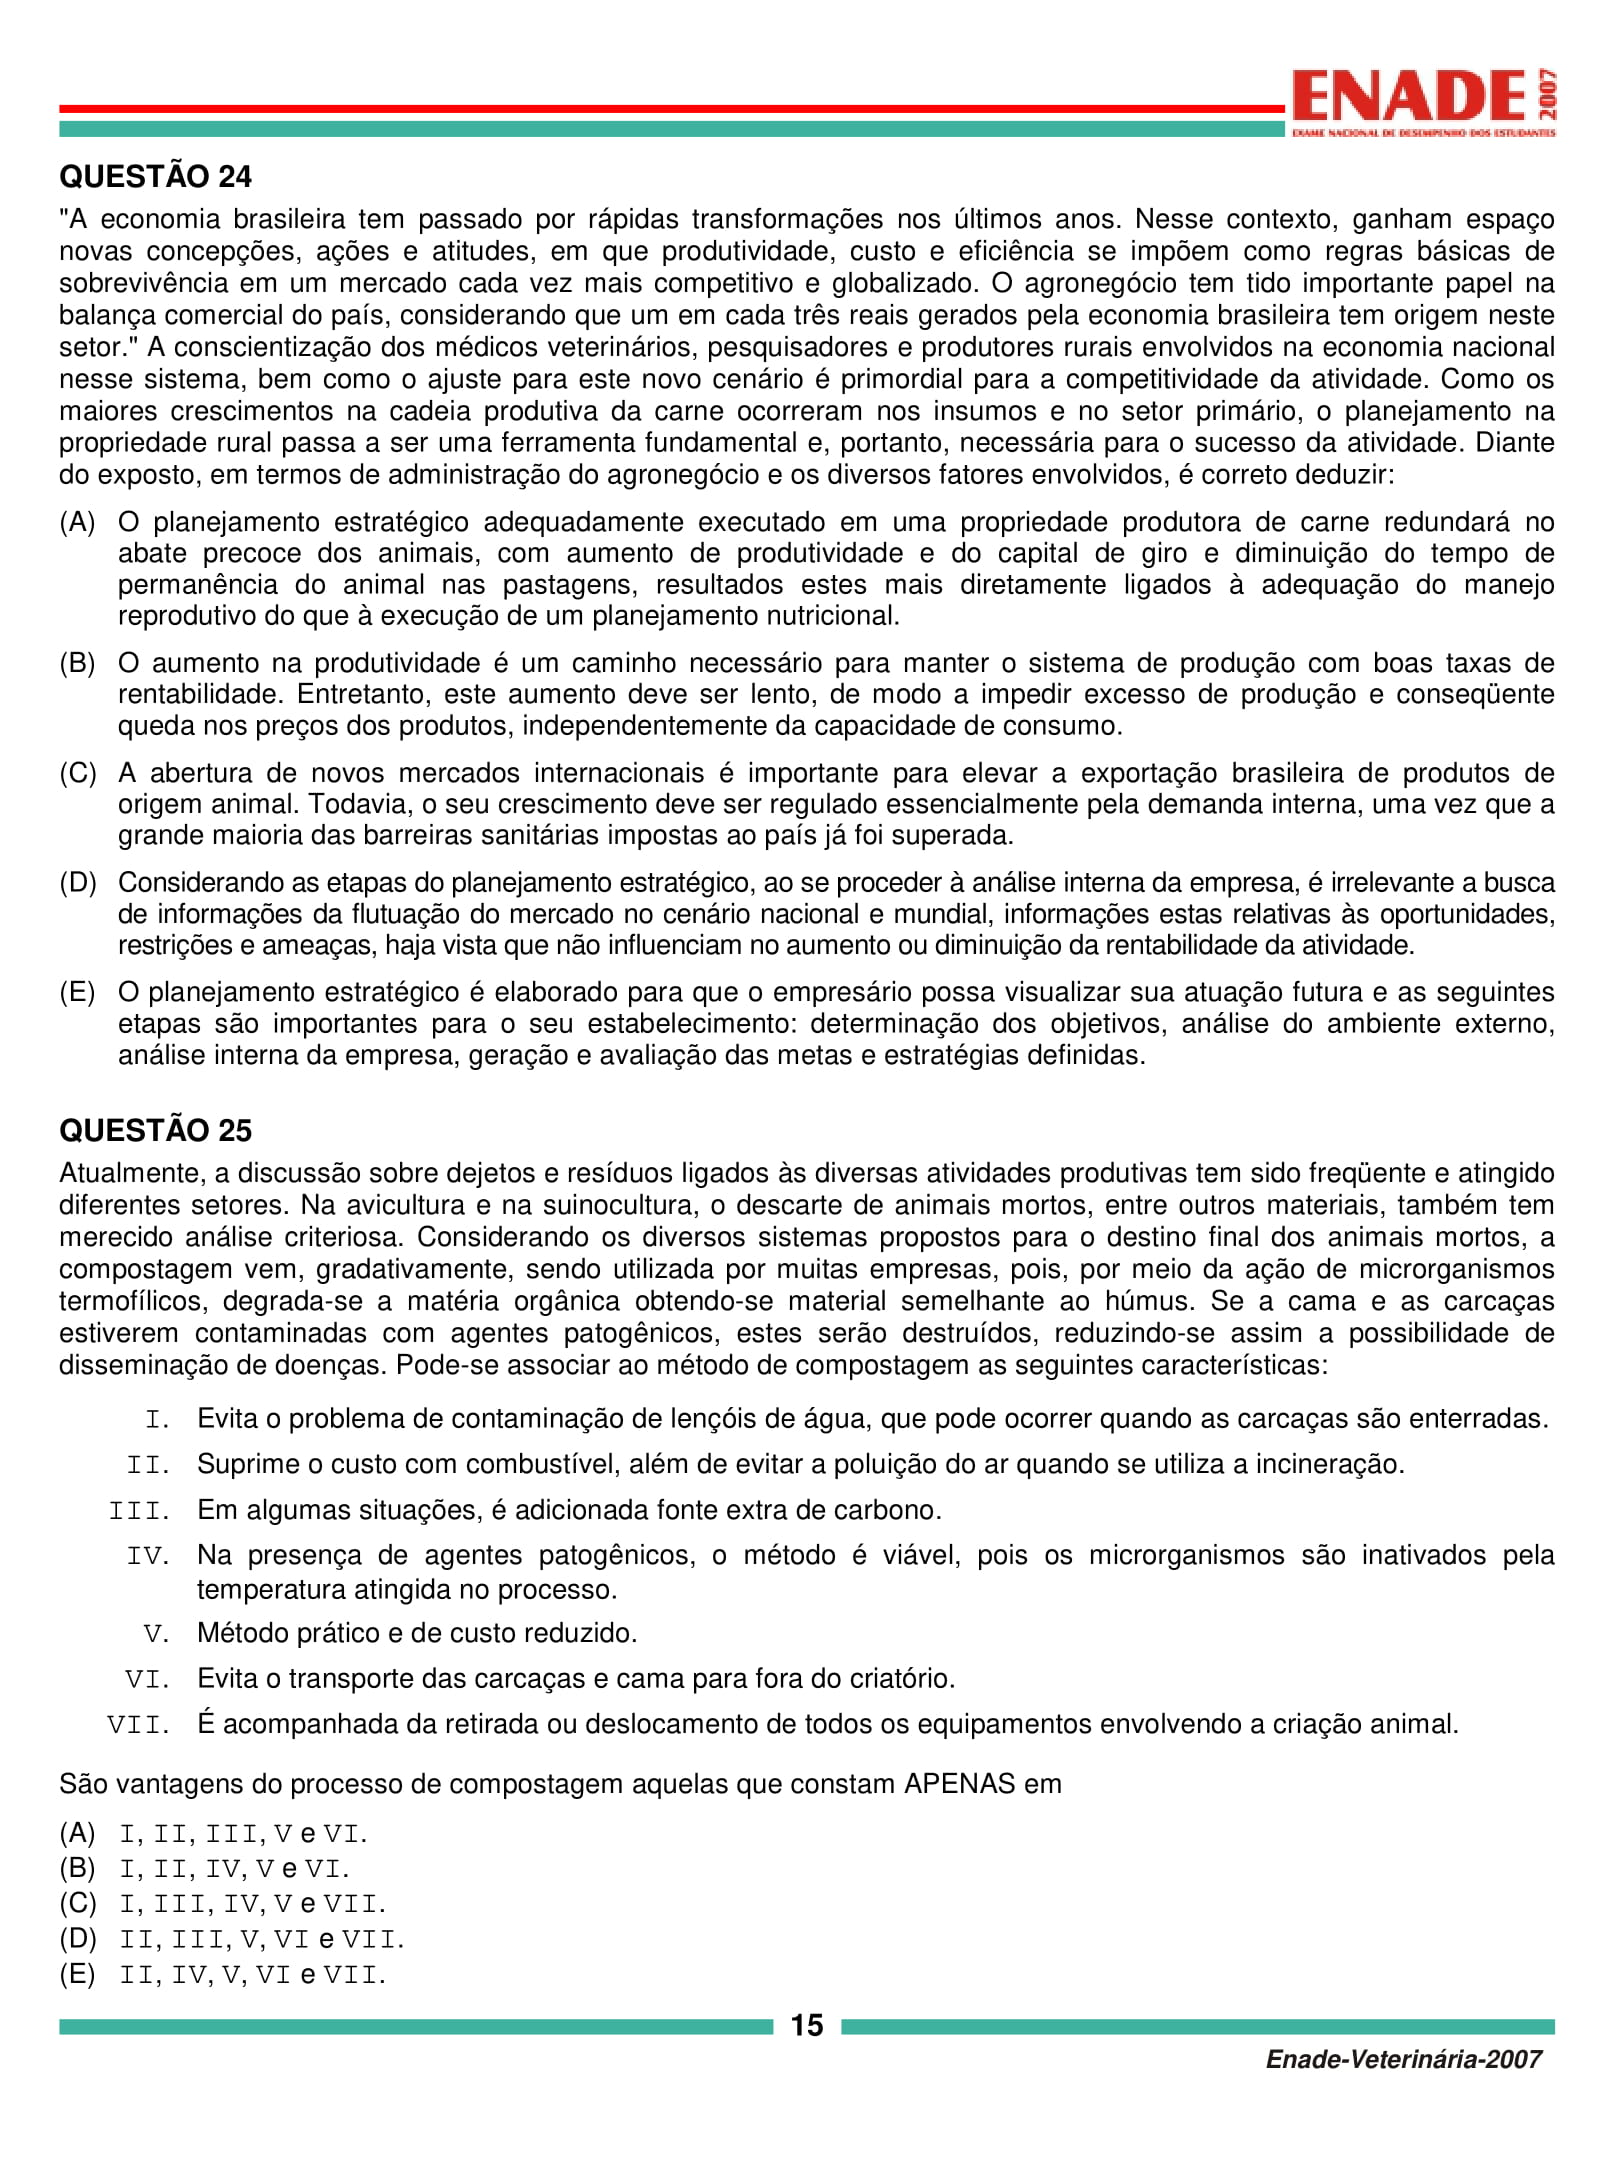 ENADE 2007
EXAME NACIONAL DE DESEMPENHO DOS ESTUDANTES
QUESTÃO 24
"A economia brasileira tem passado por rápidas transformações nos últimos anos. Nesse contexto, ganham espaço
novas concepções, ações e atitudes, em que produtividade, custo e eficiência se impõem como regras básicas de
sobrevivência em um mercado cada vez mais competitivo e globalizado. O agronegócio tem tido importante papel na
balança comercial do país, considerando que um em cada três reais gerados pela economia brasileira tem origem neste
setor." A conscientização dos médicos veterinários, pesquisadores e produtores rurais envolvidos na economia nacional
nesse sistema, bem como o ajuste para este novo cenário é primordial para a competitividade da atividade. Como os
maiores crescimentos na cadeia produtiva da carne ocorreram nos insumos e no setor primário, o planejamento na
propriedade rural passa a ser uma ferramenta fundamental e, portanto, necessária para o sucesso da atividade. Diante
do exposto, em termos de administração do agronegócio e os diversos fatores envolvidos, é correto deduzir:
(A) O planejamento estratégico adequadamente executado em uma propriedade produtora de carne redundará no
abate precoce dos animais, com aumento de produtividade e do capital de giro e diminuição do tempo de
permanência do animal nas pastagens, resultados estes mais diretamente ligados à adequação do manejo
reprodutivo do que à execução de um planejamento nutricional.
(B) O aumento na produtividade é um caminho necessário para manter o sistema de produção com boas taxas de
rentabilidade. Entretanto, este aumento deve ser lento, de modo a impedir excesso de produção e conseqüente
queda nos preços dos produtos, independentemente da capacidade de consumo.
(C) A abertura de novos mercados internacionais é importante para elevar a exportação brasileira de produtos de
origem animal. Todavia, o seu crescimento deve ser regulado essencialmente pela demanda interna, uma vez que a
grande maioria das barreiras sanitárias impostas ao país já foi superada.
(D) Considerando as etapas do planejamento estratégico, ao se proceder à análise interna da empresa, é irrelevante a busca
de informações da flutuação do mercado no cenário nacional e mundial, informações estas relativas às oportunidades,
restrições e ameaças, haja vista que não influenciam no aumento ou diminuição da rentabilidade da atividade.
(E) O planejamento estratégico é elaborado para que o empresário possa visualizar sua atuação futura e as seguintes
etapas são importantes para o seu estabelecimento: determinação dos objetivos, análise do ambiente externo,
análise interna da empresa, geração e avaliação das metas e estratégias definidas.
QUESTÃO 25
Atualmente, a discussão sobre dejetos e resíduos ligados às diversas atividades produtivas tem sido freqüente e atingido
diferentes setores. Na avicultura e na suinocultura, o descarte de animais mortos, entre outros materiais, também tem
merecido análise criteriosa. Considerando os diversos sistemas propostos para o destino final dos animais mortos, a
compostagem vem, gradativamente, sendo utilizada por muitas empresas, pois, por meio da ação de microrganismos
termofílicos, degrada-se a matéria orgânica obtendo-se material semelhante ao húmus. Se a cama e as carcaças
estiverem contaminadas com agentes patogênicos, estes serão destruídos, reduzindo-se assim a possibilidade de
disseminação de doenças. Pode-se associar ao método de compostagem as seguintes características:
I. Evita o problema de contaminação de lençóis de água, que pode ocorrer quando as carcaças são enterradas.
II. Suprime o custo com combustível, além de evitar a poluição do ar quando se utiliza a incineração.
III. Em algumas situações, é adicionada fonte extra de carbono.
IV. Na presença de agentes patogênicos, o método é viável, pois os microrganismos são inativados pela
temperatura atingida no processo.
V. Método prático e de custo reduzido.
VI. Evita o transporte das carcaças e cama para fora do criatório.
VII. É acompanhada da retirada ou deslocamento de todos os equipamentos envolvendo a criação animal.
São vantagens do processo de compostagem aquelas que constam APENAS em
(A) I, II, III, V e VI.
(B) I, II, IV, V e VI.
(C) I, III, IV, V e VII.
(D) II, III, V, VI e VII.
(E) II, IV, V, VI e VII.
15
Enade-Veterinária-2007